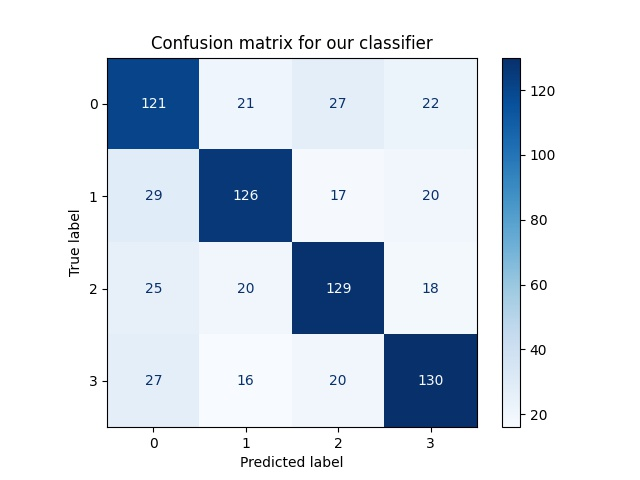 Confusion matrix for our classifier
True label
0 121 21 27 22
1 29 126 17 20
2 25 20 129 18
3 27 16 20 130
0 1 2 3
Predicted label
120
100
80
60
40
20